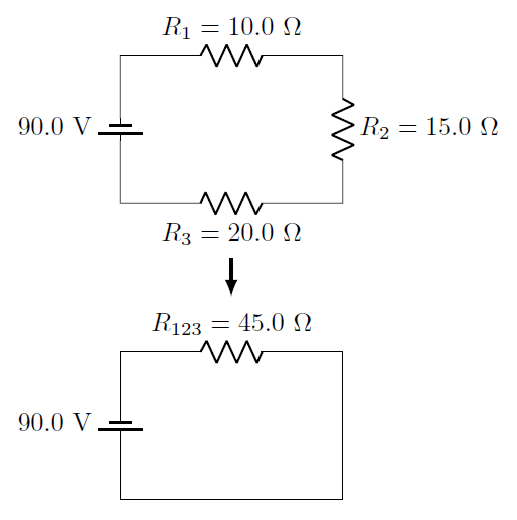 R₁ = 10.0 Ω
90.0 V
R₂ = 15.0 Ω
R₃ = 20.0 Ω
R₁₂₃ = 45.0 Ω
90.0 V